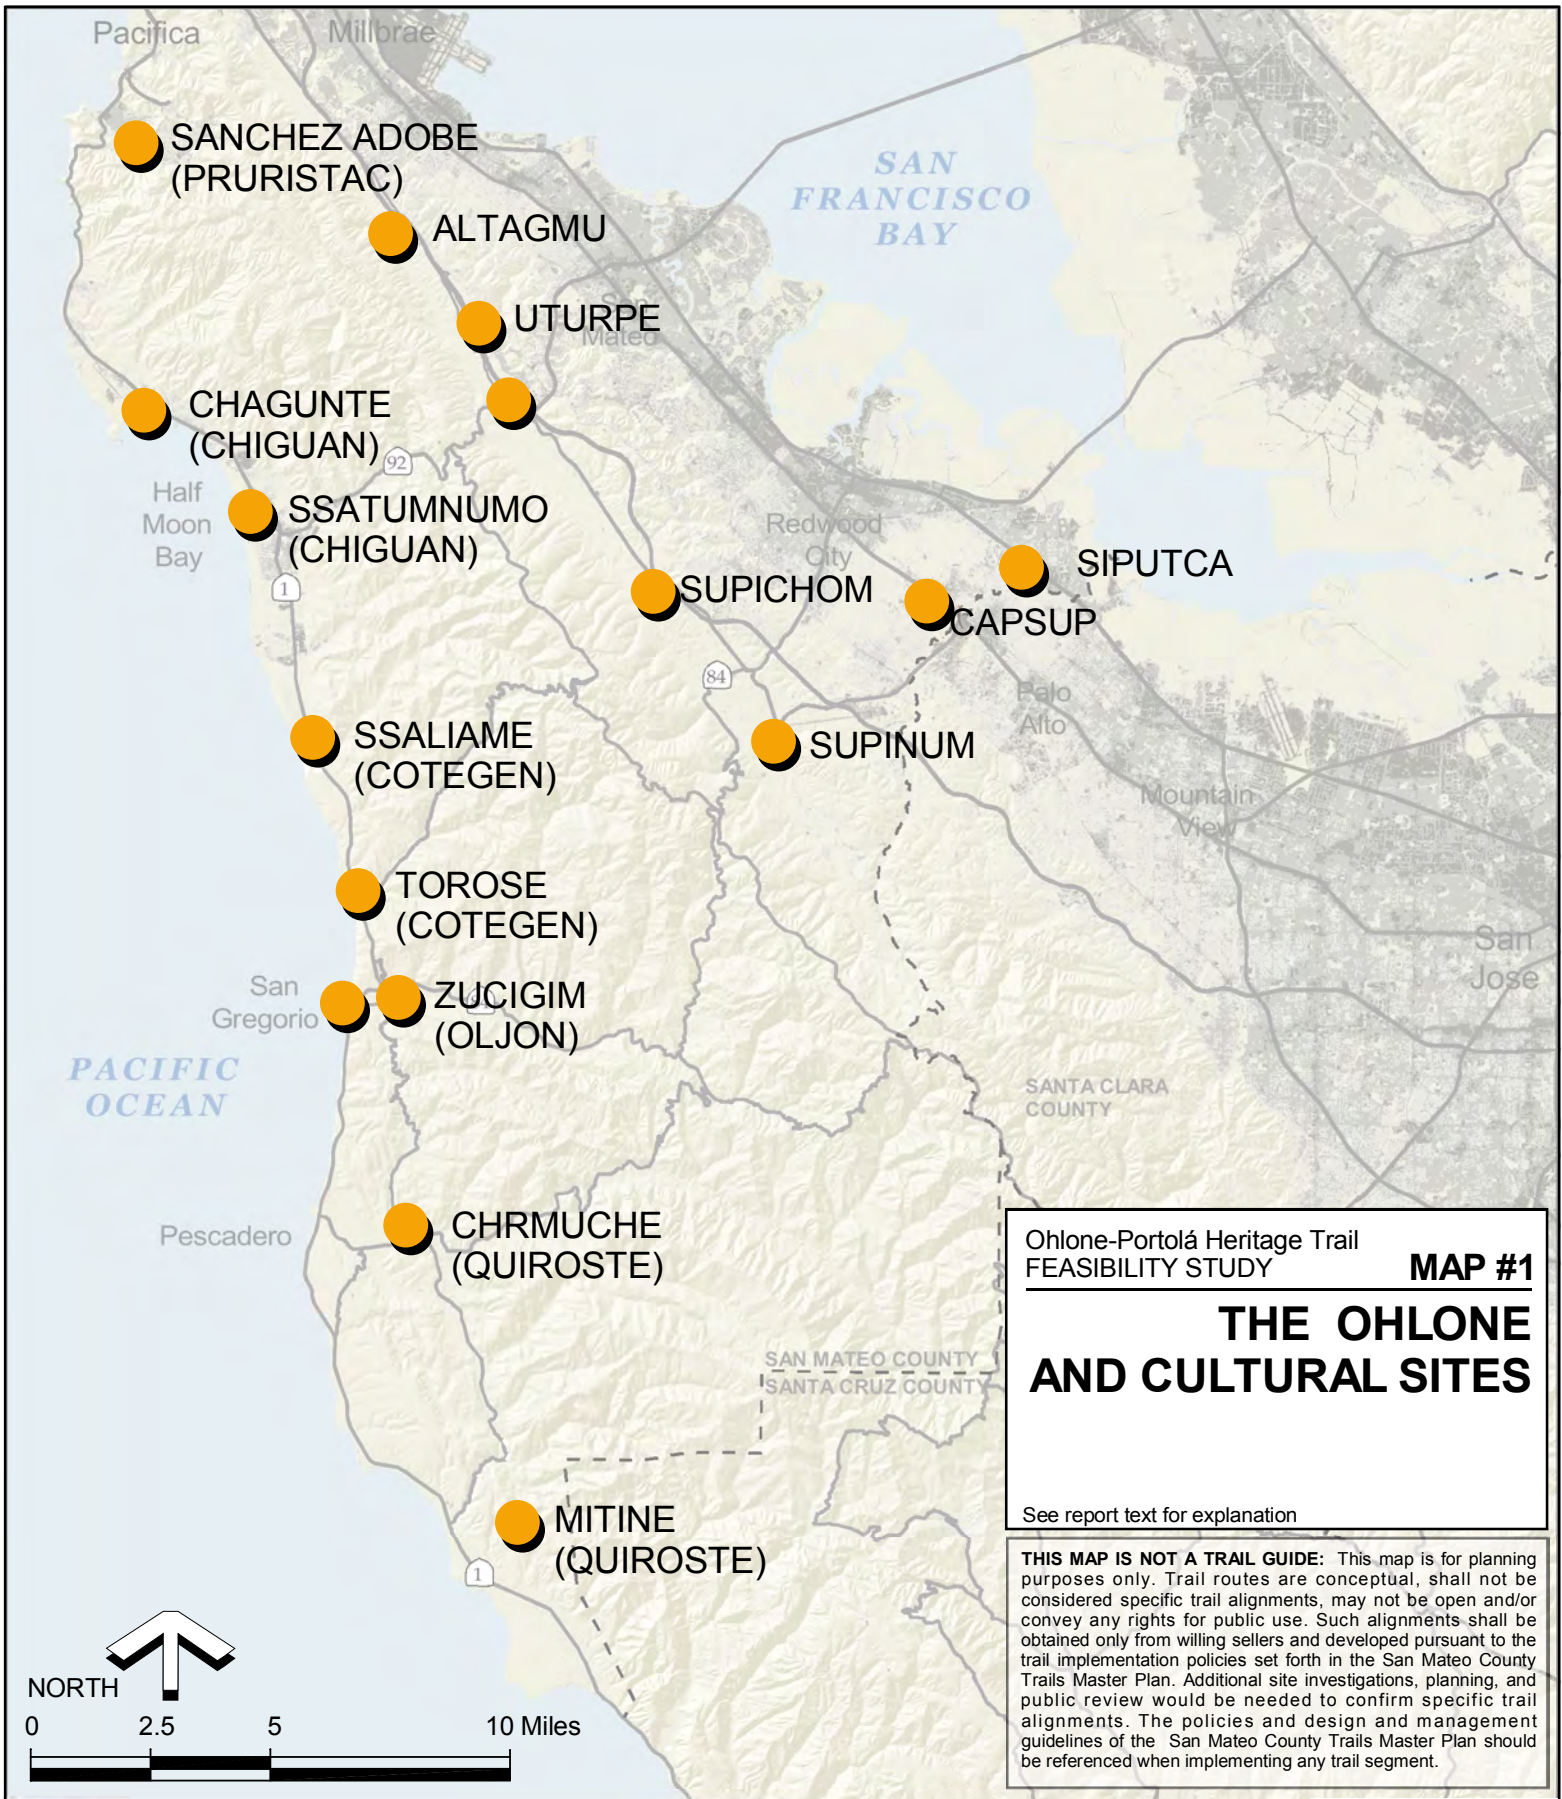 Pacifica
Millbrae
SANCHEZ ADOBE
(PRURISTAC)
SAN
FRANCISCO
BAY
ALTAGMU
UTURPE
San
Mateo
CHAGUNTE
(CHIGUAN)
92
Half
Moon
Bay
SSATUMNUMO
(CHIGUAN)
1
Redwood
City
SUPICHOM
SIPUTCA
CAPSUP
84
Palo
Alto
SSALIAME
(COTEGEN)
SUPINUM
Mountain
View
TOROSE
(COTEGEN)
San
Jose
San
Gregorio
ZUCIGIM
(OLJON)
84
PACIFIC
OCEAN
SANTA CLARA
COUNTY
Pescadero
CHRMUCHE
(QUIROSTE)
SAN MATEO COUNTY
SANTA CRUZ COUNTY
MITINE
(QUIROSTE)
1
Ohlone-Portolá Heritage Trail
FEASIBILITY STUDY
MAP #1
THE OHLONE
AND CULTURAL SITES
See report text for explanation
THIS MAP IS NOT A TRAIL GUIDE: This map is for planning
purposes only. Trail routes are conceptual, shall not be
considered specific trail alignments, may not be open and/or
convey any rights for public use. Such alignments shall be
obtained only from willing sellers and developed pursuant to the
trail implementation policies set forth in the San Mateo County
Trails Master Plan. Additional site investigations, planning, and
public review would be needed to confirm specific trail
alignments. The policies and design and management
guidelines of the San Mateo County Trails Master Plan should
be referenced when implementing any trail segment.
NORTH
0 2.5 5 10 Miles